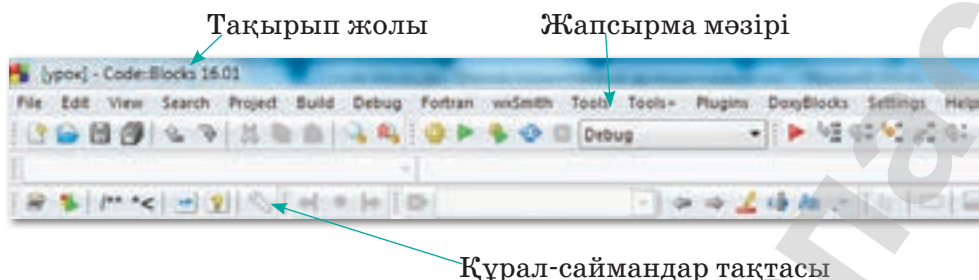 Тақырып жолы Жапсырма мәзірі
[урок] - Code::Blocks 16.01
File Edit View Search Project Build Debug Fortran wxSmith Tools Tools+ Plugins DoxyBlocks Settings Help
Debug
/** *<
Құрал-саймандар тақтасы